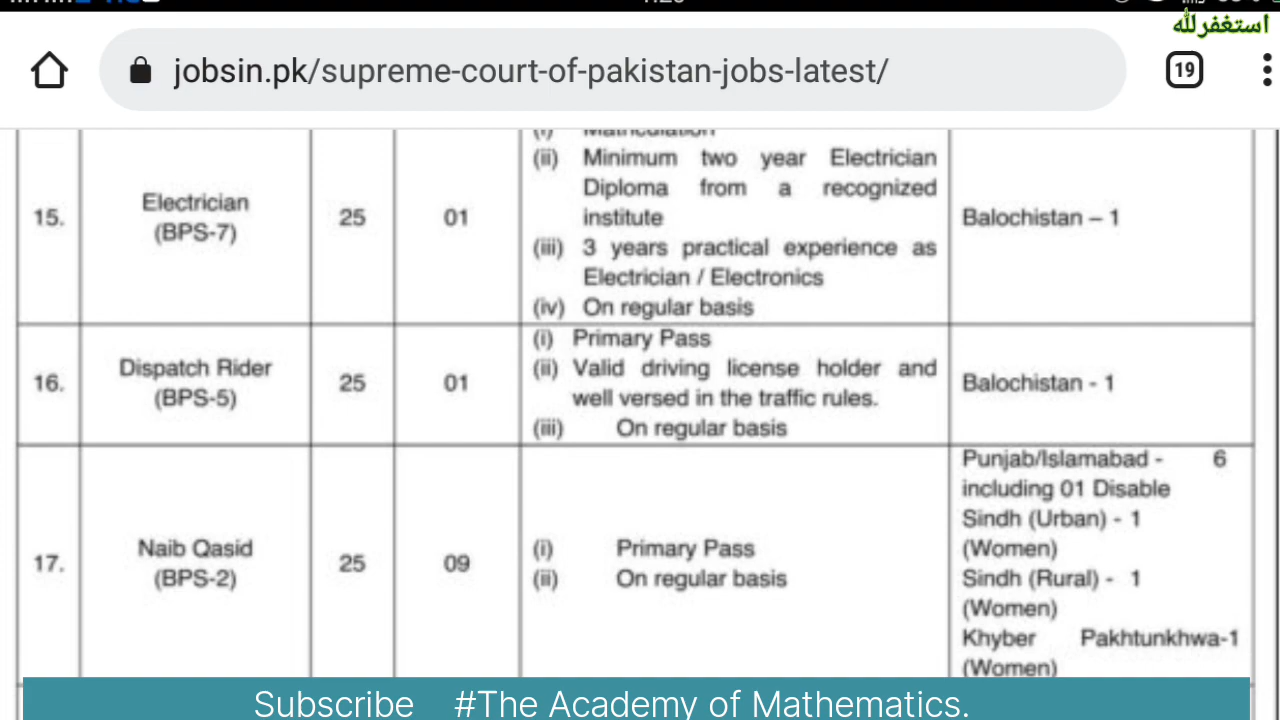 استغفرلله
jobsin.pk/supreme-court-of-pakistan-jobs-latest/
19
(i) Matriculation
15.
Electrician
(BPS-7)
25
01
(ii) Minimum two year Electrician
Diploma from a recognized
institute
(iii) 3 years practical experience as
Electrician / Electronics
(iv) On regular basis
Balochistan – 1
16.
Dispatch Rider
(BPS-5)
25
01
(i) Primary Pass
(ii) Valid driving license holder and
well versed in the traffic rules.
(iii) On regular basis
Balochistan - 1
17.
Naib Qasid
(BPS-2)
25
09
(i) Primary Pass
(ii) On regular basis
Punjab/Islamabad - 6
including 01 Disable
Sindh (Urban) - 1
(Women)
Sindh (Rural) - 1
(Women)
Khyber Pakhtunkhwa-1
(Women)
Subscribe #The Academy of Mathematics.